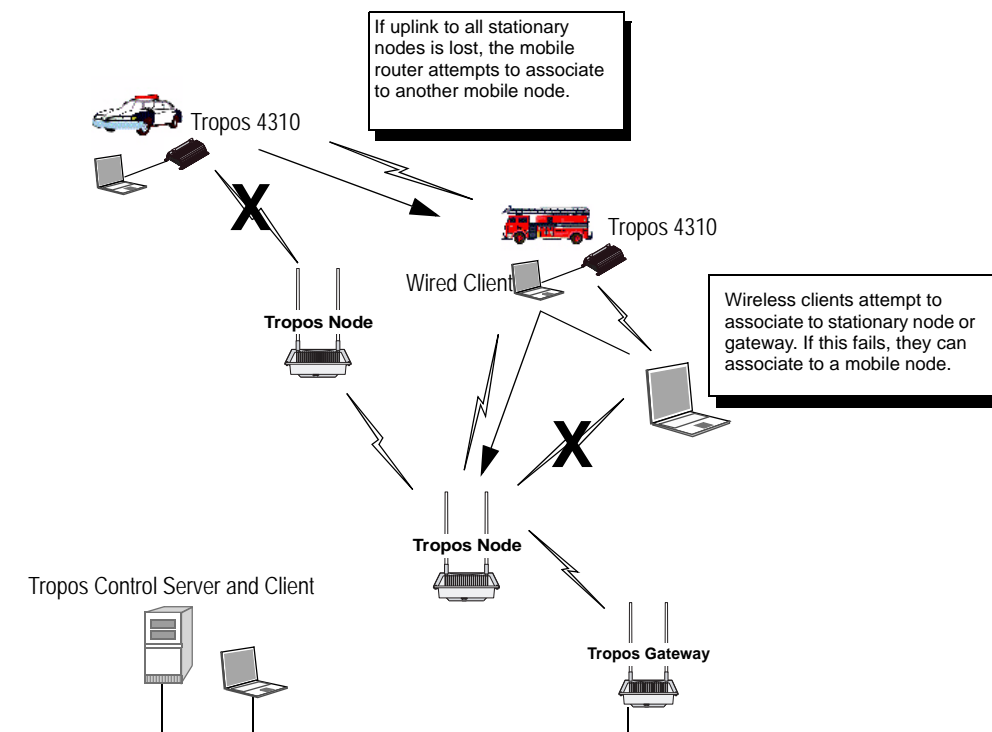 If uplink to all stationary
nodes is lost, the mobile
router attempts to associate
to another mobile node.
Tropos 4310
X
Tropos 4310
Wired Client
Tropos Node
Wireless clients attempt to
associate to stationary node or
gateway. If this fails, they can
associate to a mobile node.
X
Tropos Node
Tropos Control Server and Client
Tropos Gateway